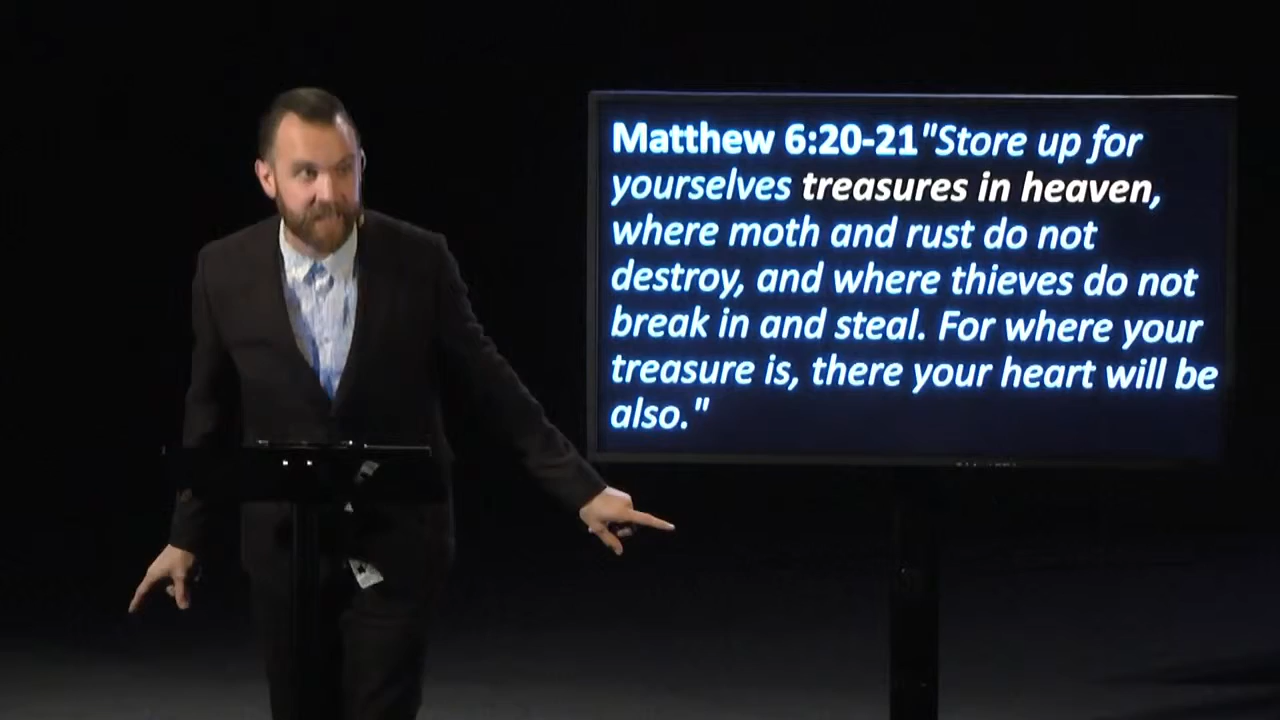 Matthew 6:20-21"Store up for
yourselves treasures in heaven,
where moth and rust do not
destroy, and where thieves do not
break in and steal. For where your
treasure is, there your heart will be
also."